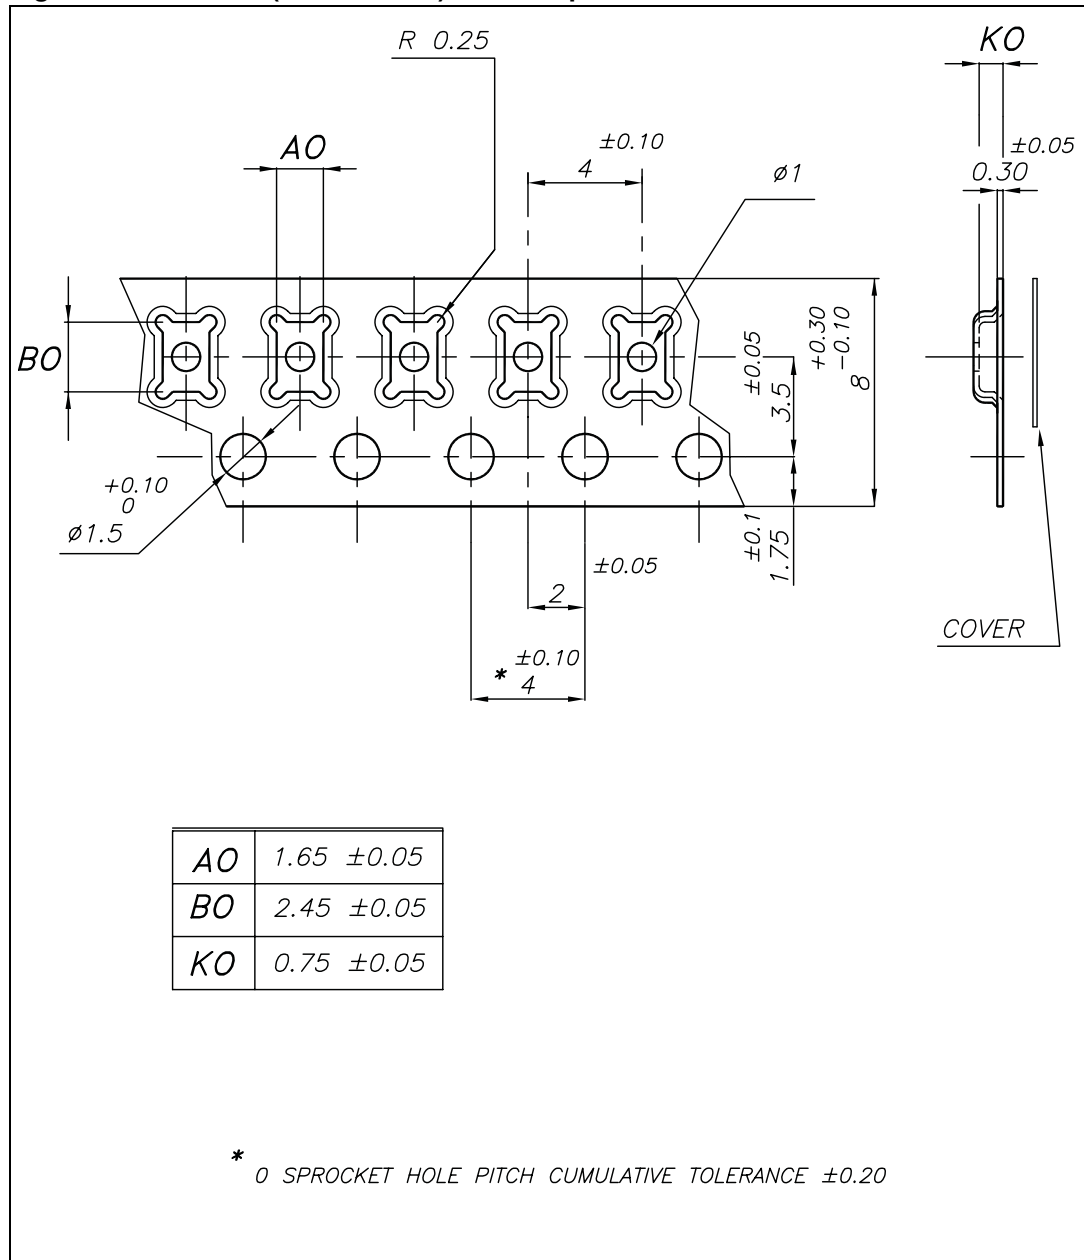 R 0.25
KO
AO
±0.10
4
ø1
±0.05
0.30
BO
±0.05
3.5
+0.30
-0.10
8
+0.10
0
ø1.5
±0.1
1.75
±0.05
2
COVER
* ±0.10
4
AO 1.65 ±0.05
BO 2.45 ±0.05
KO 0.75 ±0.05
*
0 SPROCKET HOLE PITCH CUMULATIVE TOLERANCE ±0.20